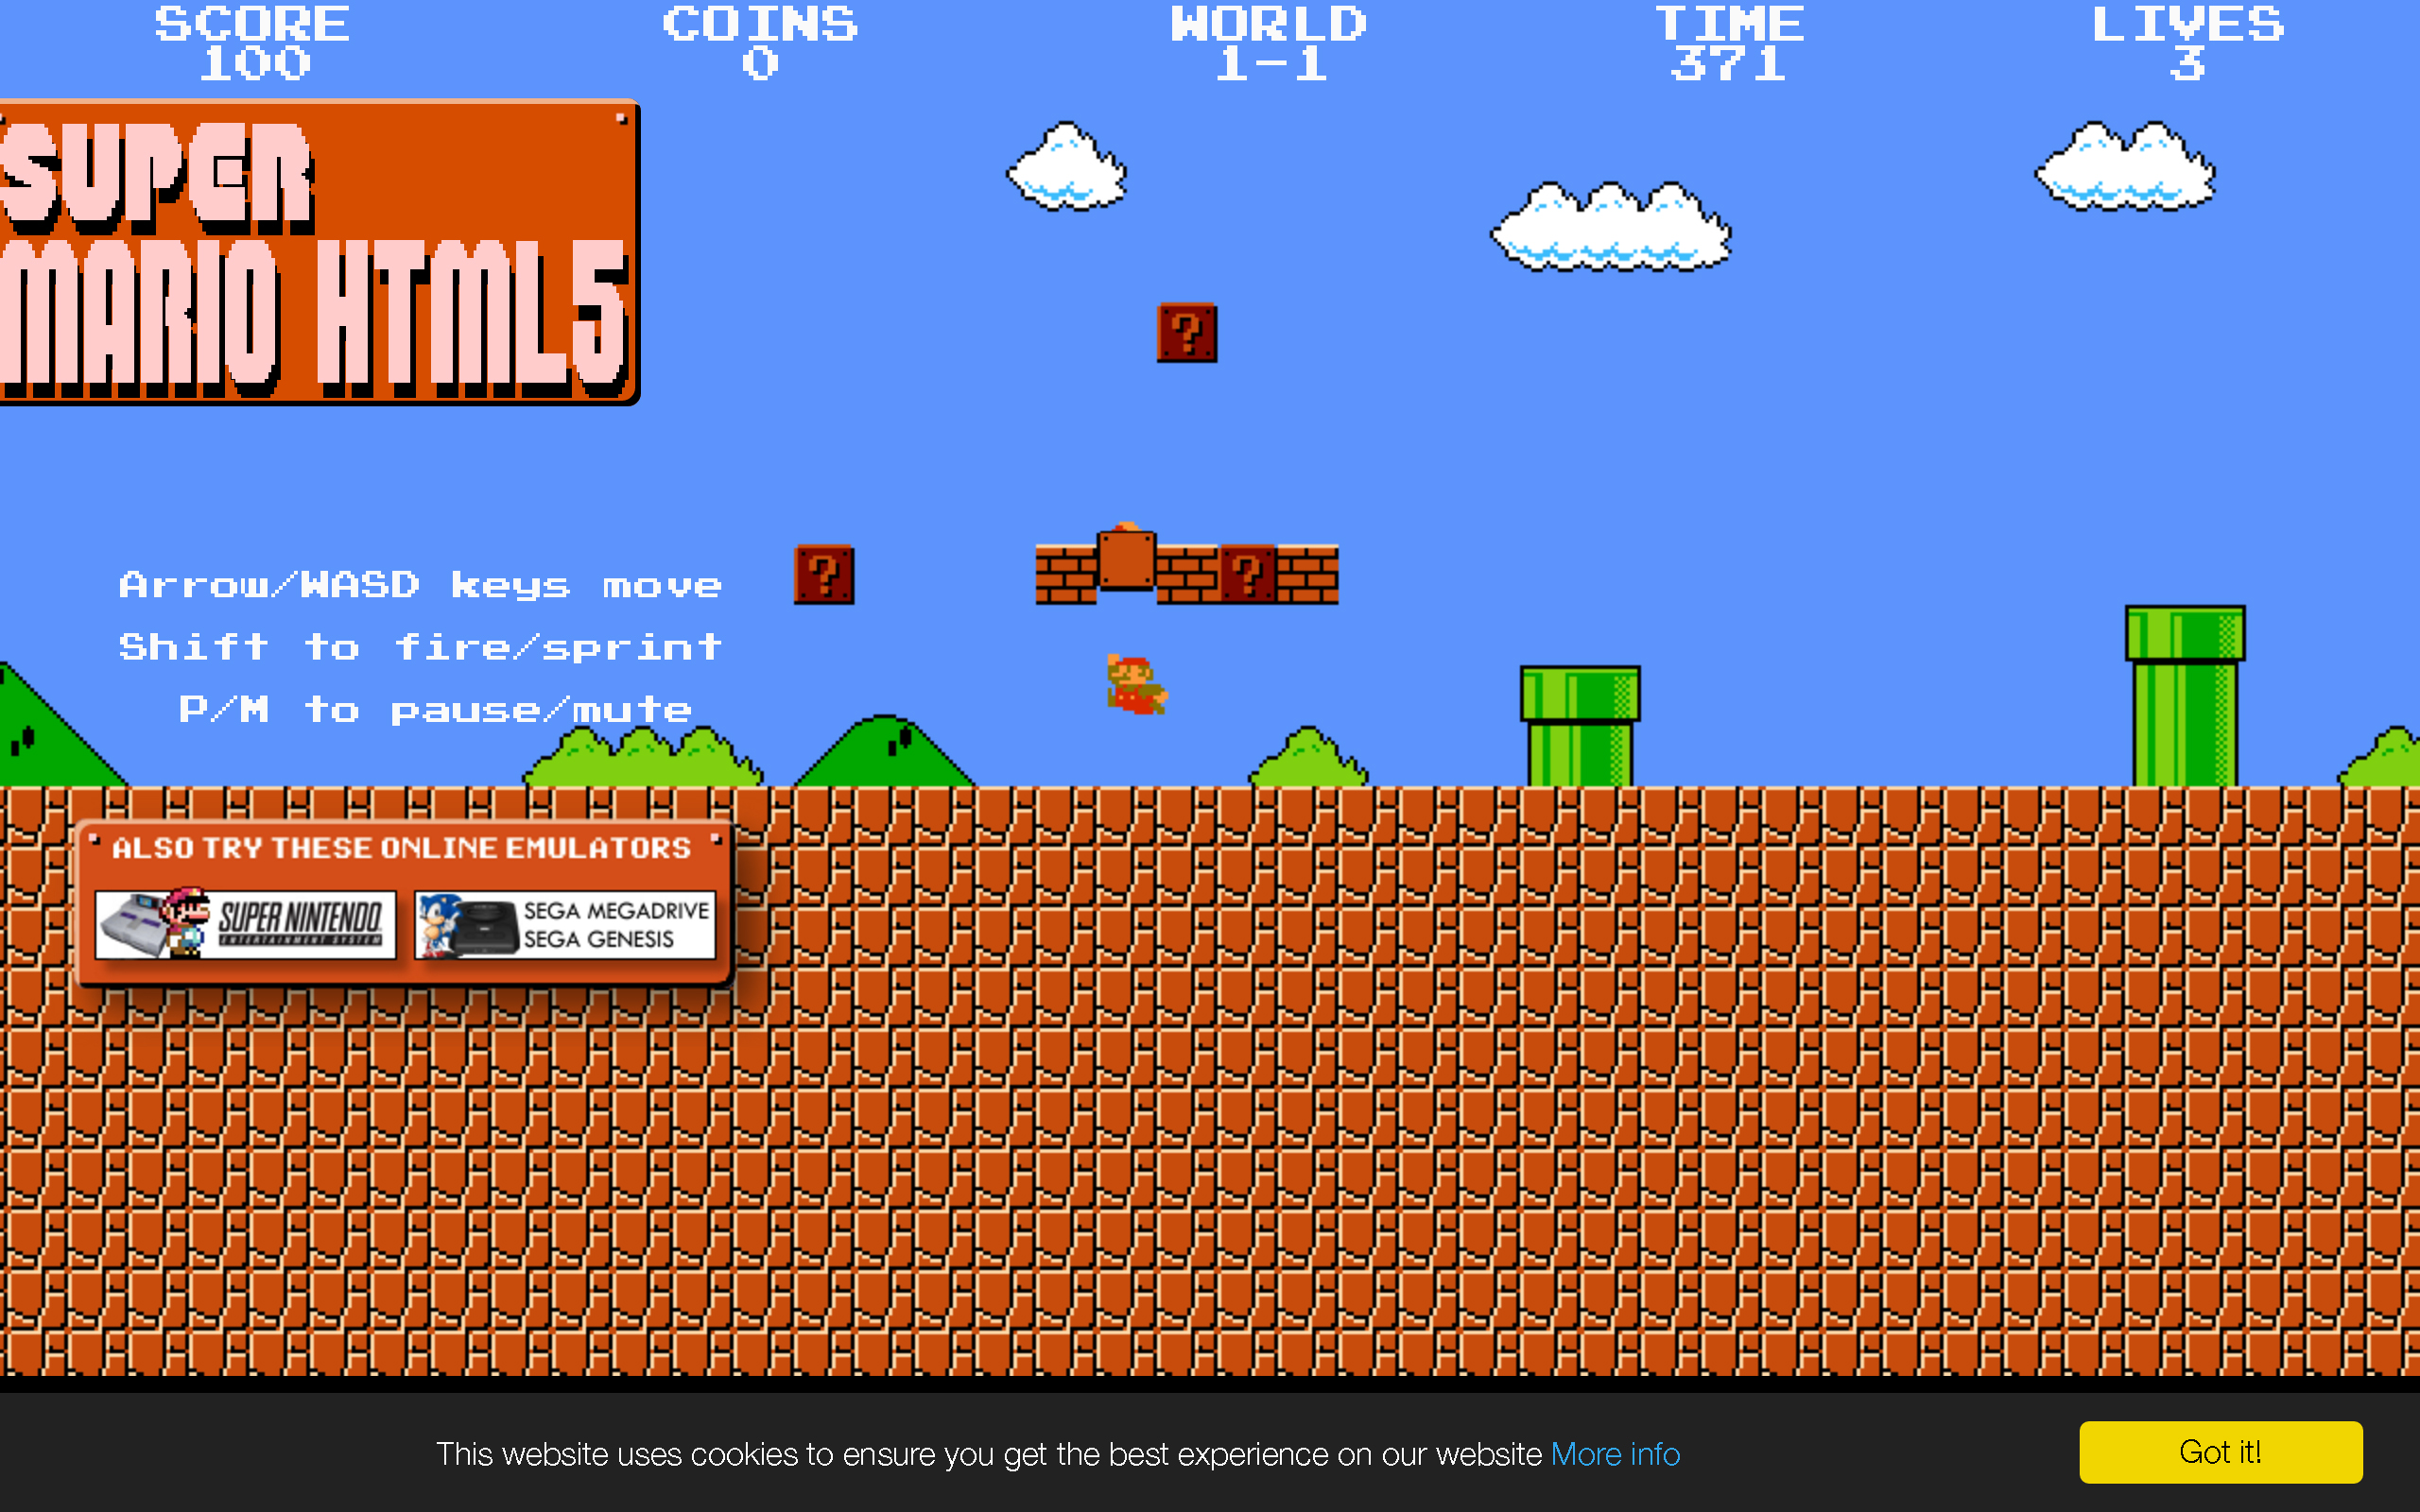 SCORE COINS WORLD TIME LIVES
100 0 1-1 371 3
SUPER
MARIO HTML5
?
? ?
Arrow/WASD keys move
Shift to fire/sprint
P/M to pause/mute
ALSO TRY THESE ONLINE EMULATORS
SUPER NINTENDO
ENTERTAINMENT SYSTEM
SEGA MEGADRIVE
SEGA GENESIS
This website uses cookies to ensure you get the best experience on our website More info
Got it!